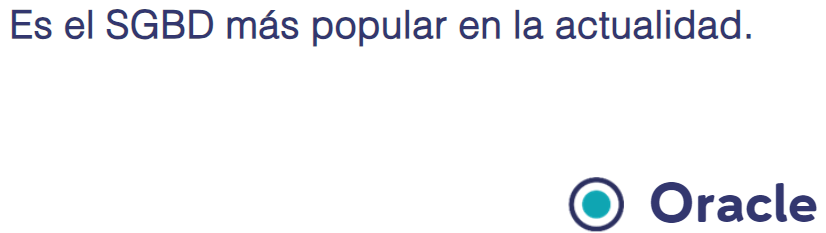 Es el SGBD más popular en la actualidad.
Oracle